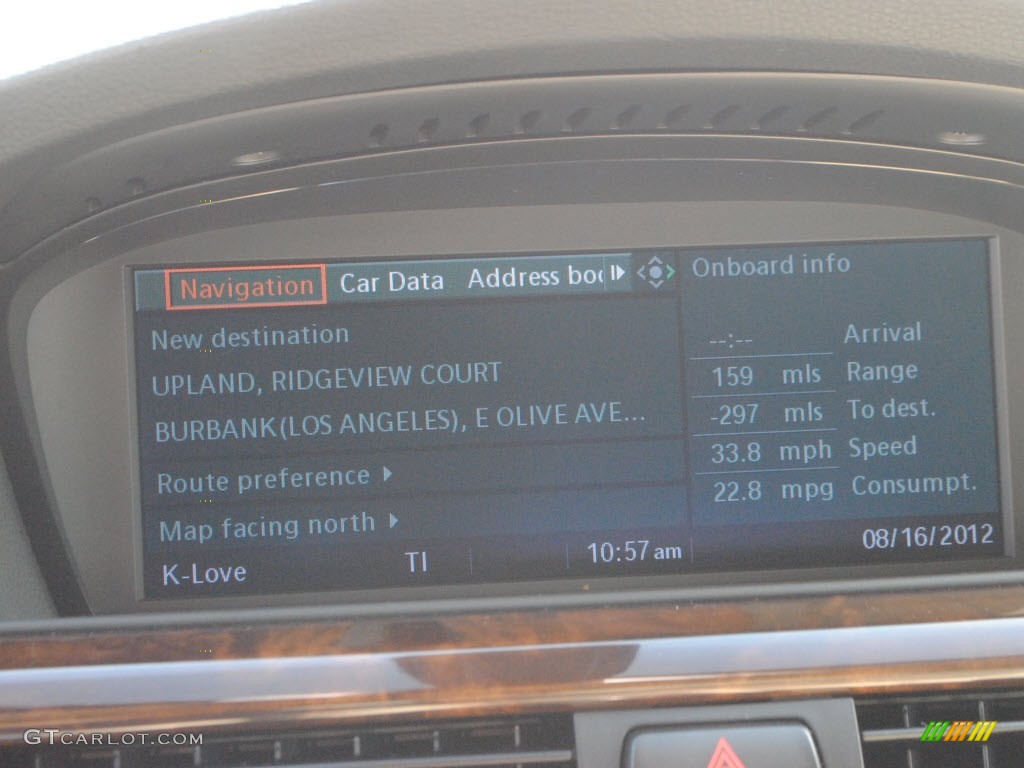 Navigation Car Data Address boo
Onboard info
New destination
UPLAND, RIDGEVIEW COURT
BURBANK(LOS ANGELES), E OLIVE AVE...
Route preference
Map facing north
--:-- Arrival
159 mls Range
-297 mls To dest.
33.8 mph Speed
22.8 mpg Consumpt.
K-Love TI 10:57 am 08/16/2012
GTCARLOT.COM